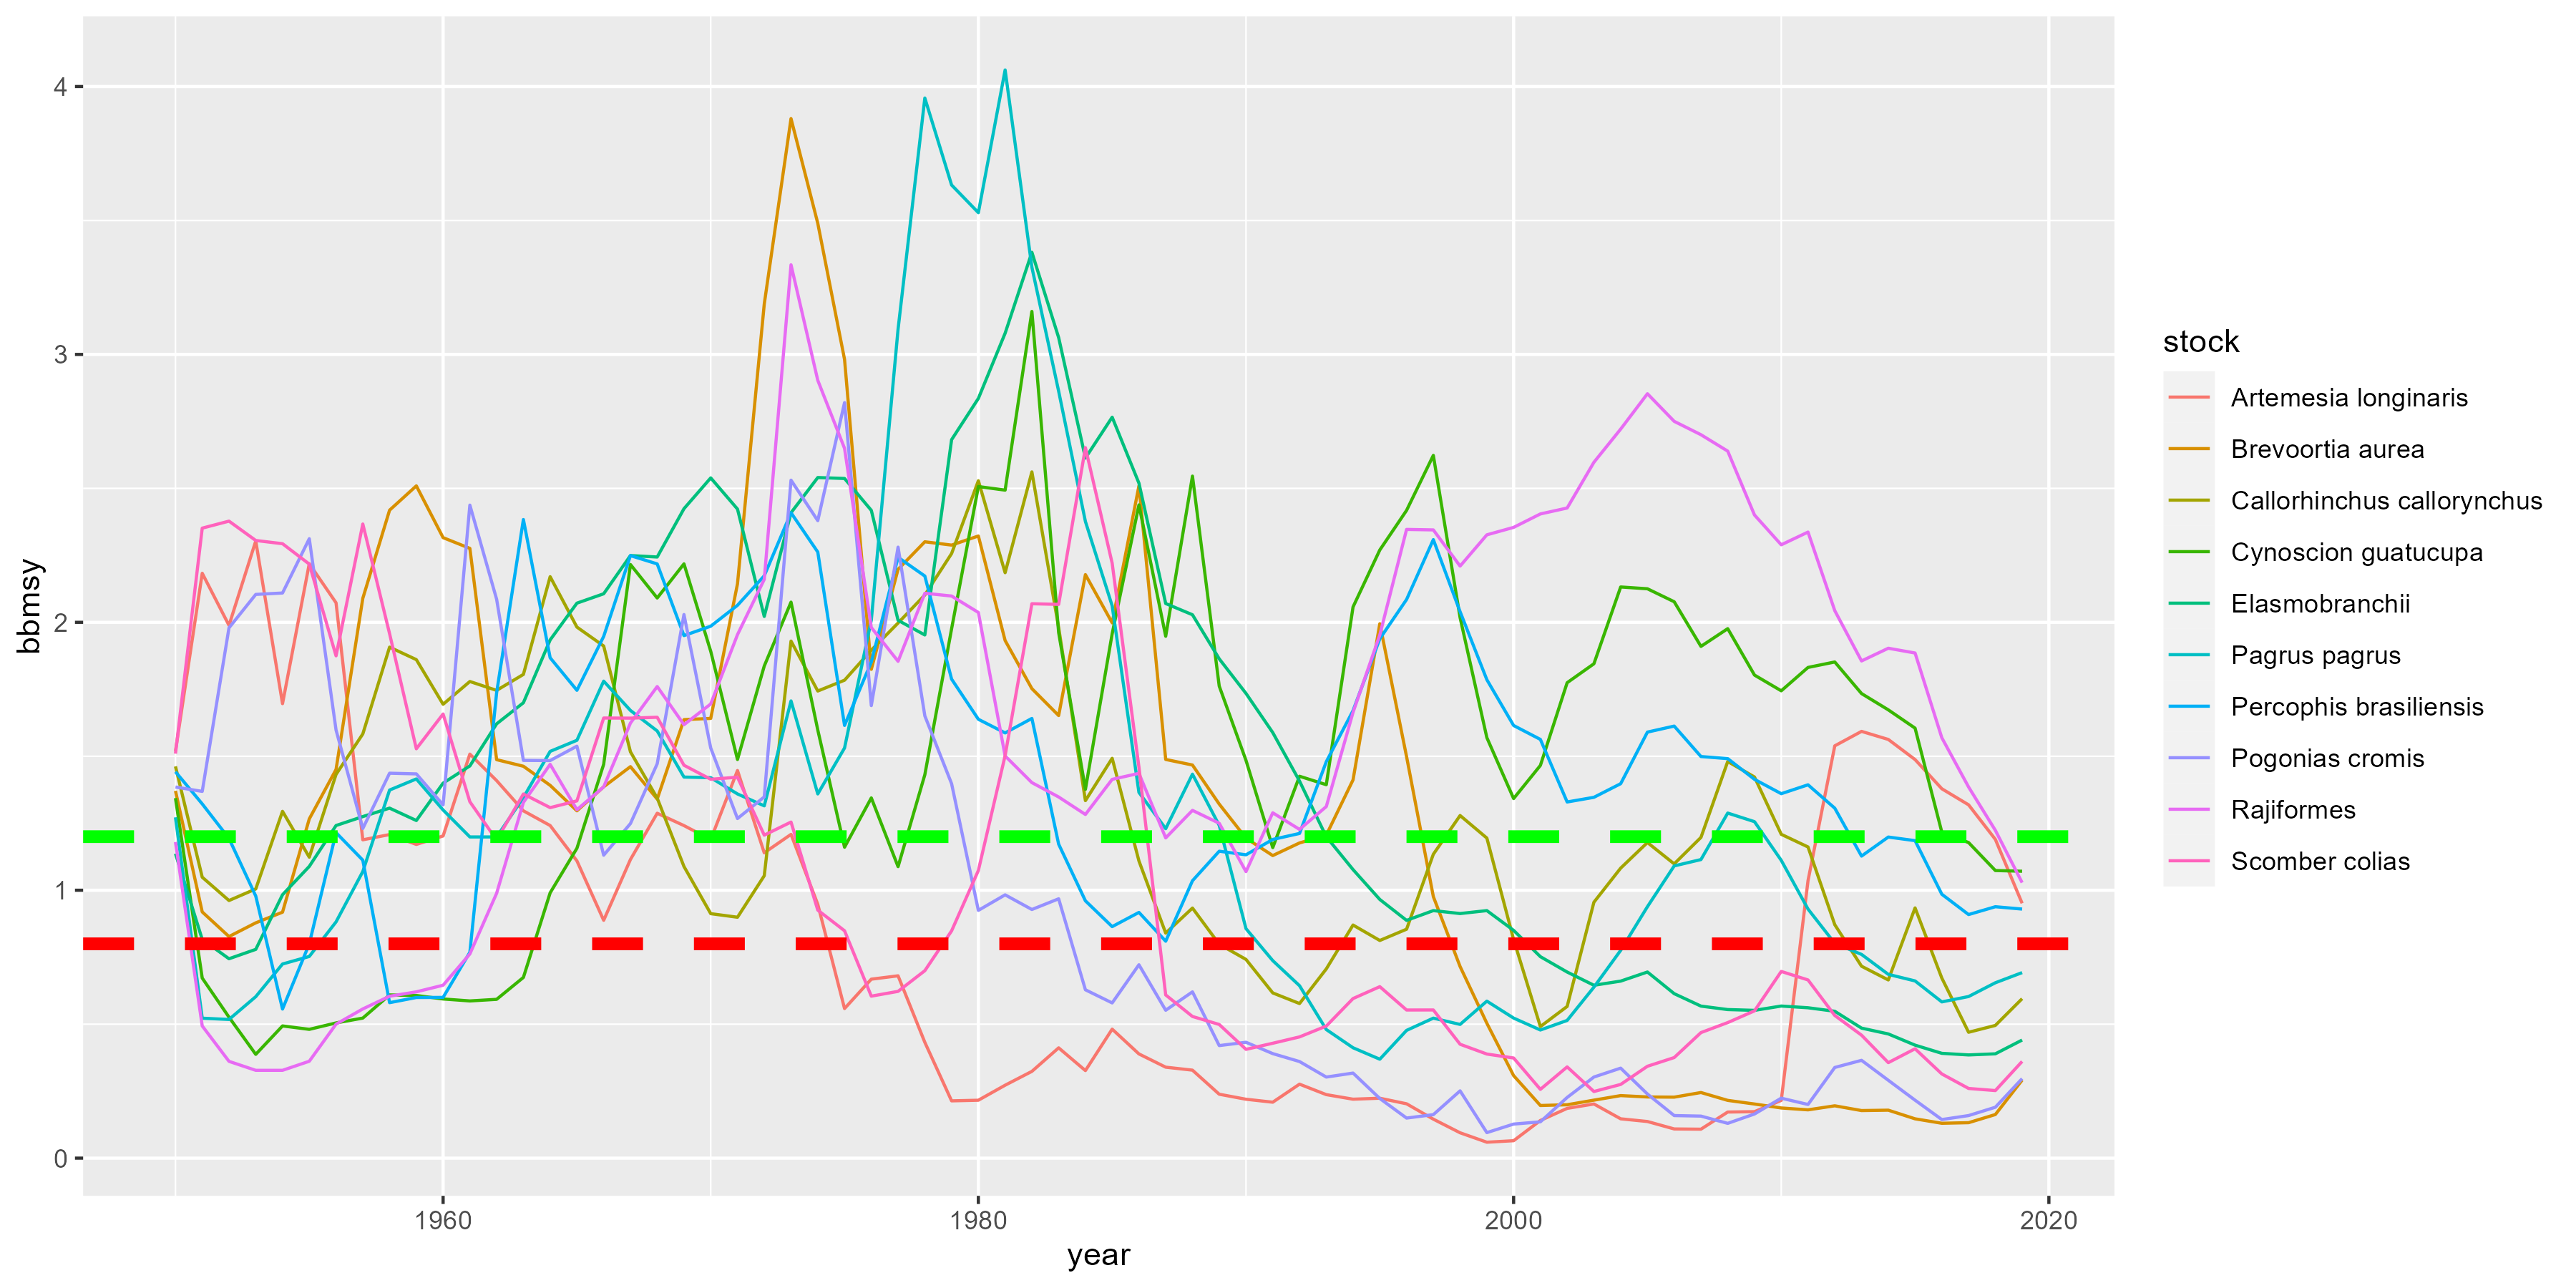 4
3
2
1
0
bbmsy
1960
1980
2000
2020
year
stock
Artemesia longinaris
Brevoortia aurea
Callorhinchus callorynchus
Cynoscion guatucupa
Elasmobranchii
Pagrus pagrus
Percophis brasiliensis
Pogonias cromis
Rajiformes
Scomber colias